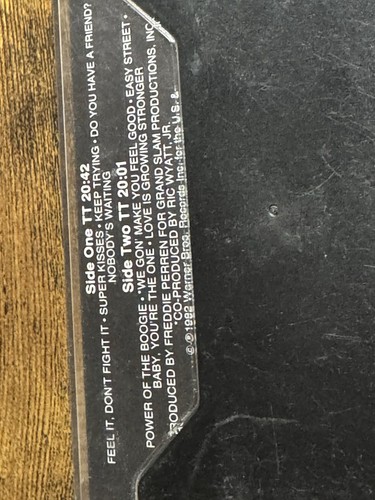 Side One TT 20:42
FEEL IT, DON'T FIGHT IT • SUPER KISSES • KEEP TRYING • DO YOU HAVE A FRIEND?
NOBODY'S WAITING
Side Two TT 20:01
POWER OF THE BOOGIE • *WE GON' MAKE YOU FEEL GOOD • EASY STREET •
BABY, YOU'RE THE ONE • LOVE IS GROWING STRONGER
PRODUCED BY FREDDIE PERREN FOR GRAND SLAM PRODUCTIONS, INC.
*CO-PRODUCED BY RIC WYATT, JR.
© ℗ 1982 Warner Bros. Records Inc. for the U.S. &